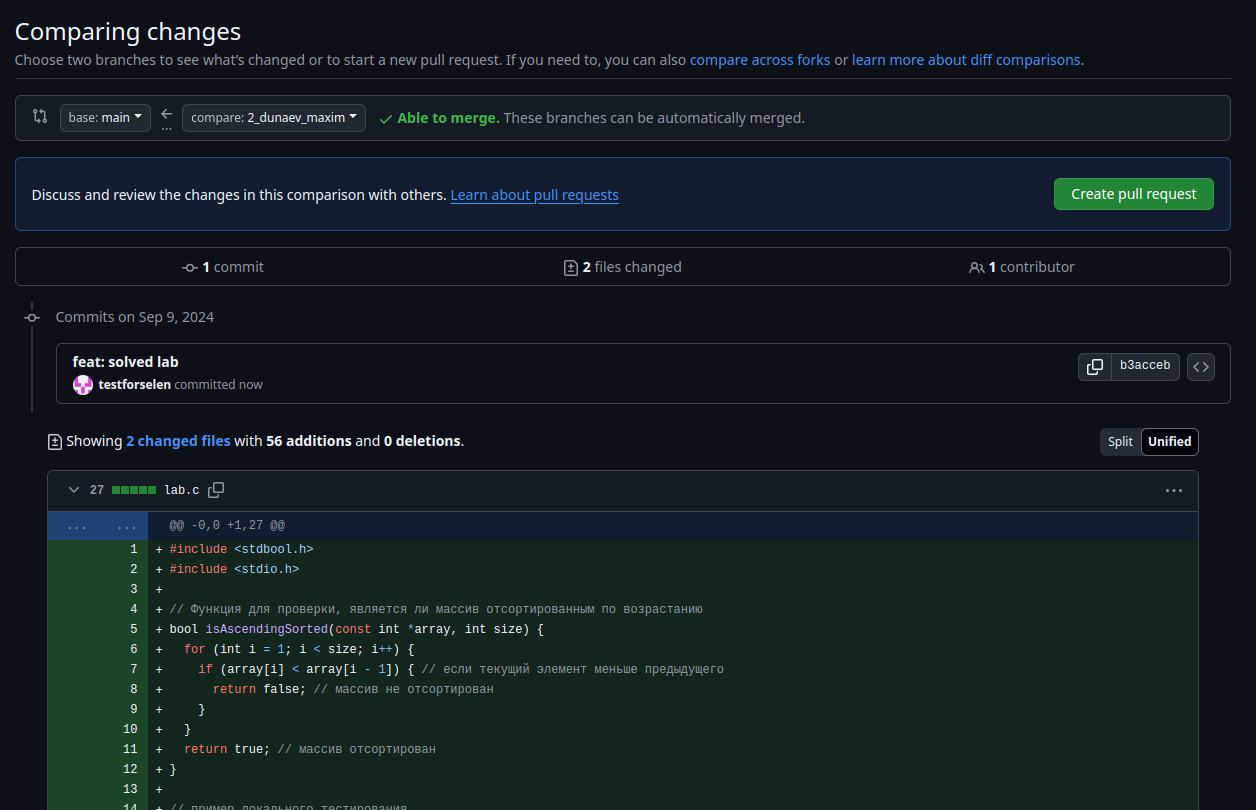 Comparing changes
Choose two branches to see what's changed or to start a new pull request. If you need to, you can also compare across forks or learn more about diff comparisons.
base: main ← ... compare: 2_dunaev_maxim ✓ Able to merge. These branches can be automatically merged.
Discuss and review the changes in this comparison with others. Learn about pull requests Create pull request
1 commit 2 files changed 1 contributor
Commits on Sep 9, 2024
feat: solved lab
b3acceb
testforselen committed now
Showing 2 changed files with 56 additions and 0 deletions.
Split Unified
27 lab.c
... ... @@ -0,0 +1,27 @@
1 + #include <stdbool.h>
2 + #include <stdio.h>
3 +
4 + // Функция для проверки, является ли массив отсортированным по возрастанию
5 + bool isAscendingSorted(const int *array, int size) {
6 +   for (int i = 1; i < size; i++) {
7 +     if (array[i] < array[i - 1]) { // если текущий элемент меньше предыдущего
8 +       return false; // массив не отсортирован
9 +     }
10 +   }
11 +   return true; // массив отсортирован
12 + }
13 +
14 + // пример локального тестирования